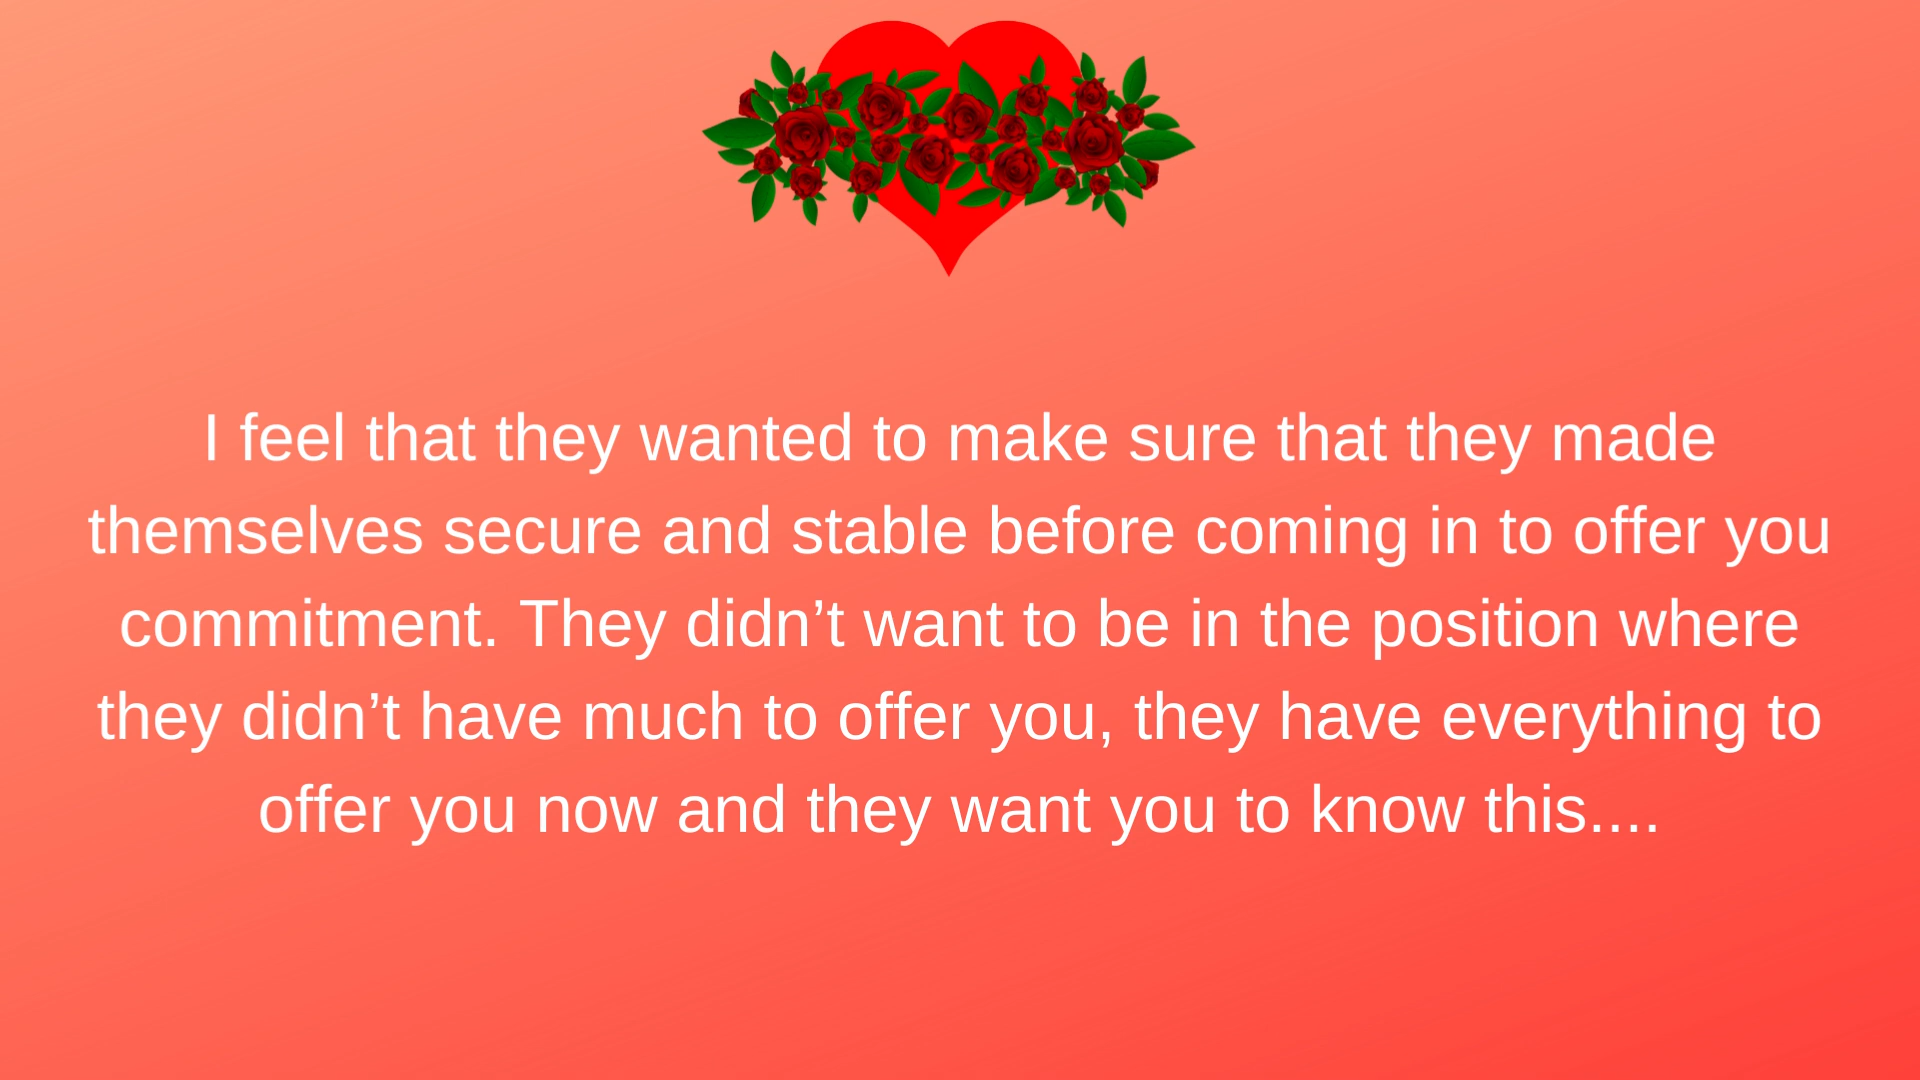 I feel that they wanted to make sure that they made
themselves secure and stable before coming in to offer you
commitment. They didn’t want to be in the position where
they didn’t have much to offer you, they have everything to
offer you now and they want you to know this....